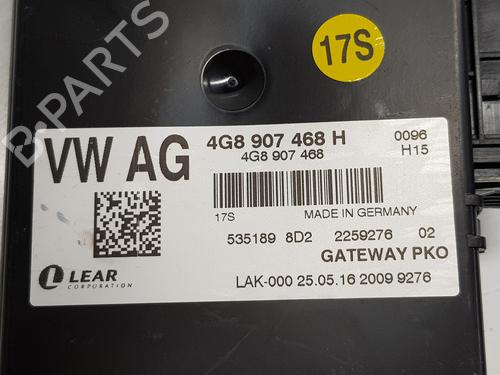 17S
B-PARTS
VW AG
4G8 907 468 H
4G8 907 468
0096
H15
17S
MADE IN GERMANY
535189 8D2 2259276 02
GATEWAY PKO
LEAR
CORPORATION
LAK-000 25.05.16 2009 9276